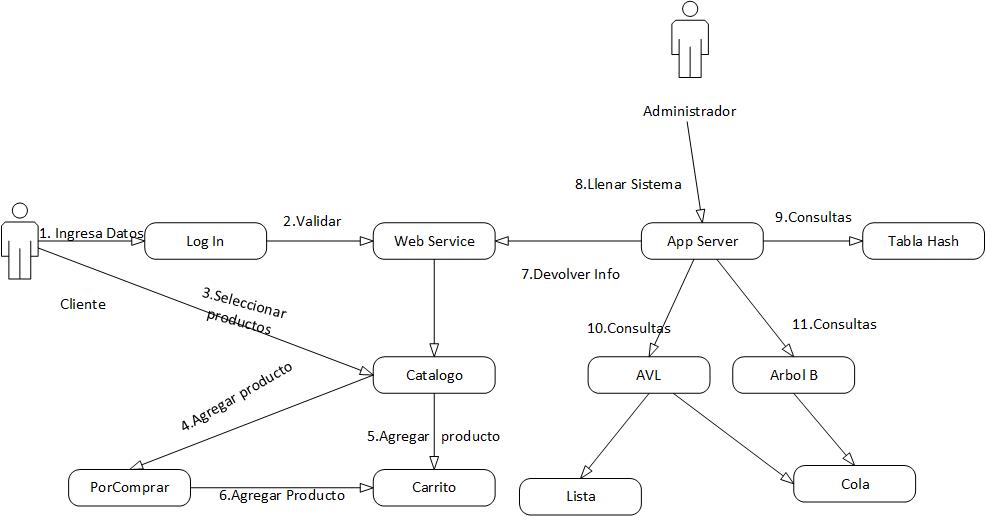 Administrador
8.Llenar Sistema
1. Ingresa Datos
Log In
2.Validar
Web Service
App Server
9.Consultas
Tabla Hash
7.Devolver Info
Cliente
3.Seleccionar
productos
10.Consultas
11.Consultas
Catalogo
AVL
Arbol B
4.Agregar producto
5.Agregar producto
PorComprar
6.Agregar Producto
Carrito
Lista
Cola